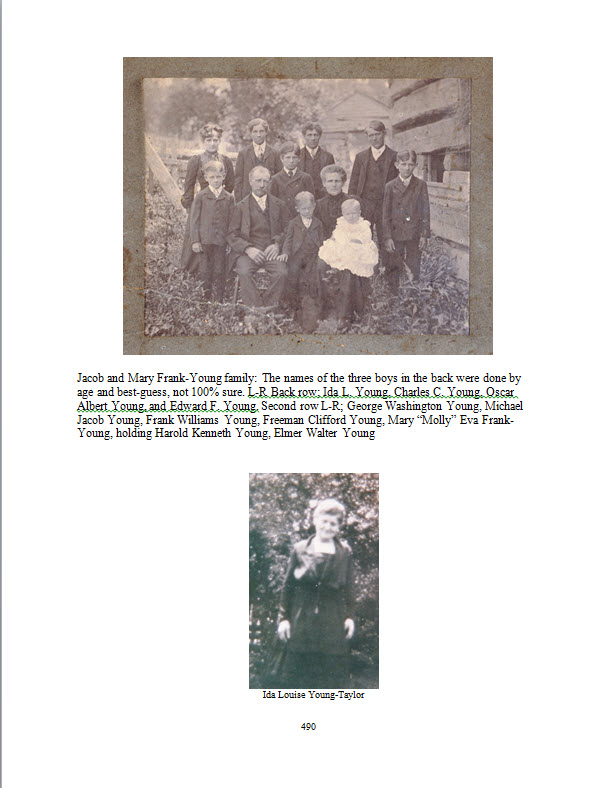 Jacob and Mary Frank-Young family: The names of the three boys in the back were done by
age and best-guess, not 100% sure. L-R Back row; Ida L. Young, Charles C. Young, Oscar
Albert Young, and Edward F. Young, Second row L-R; George Washington Young, Michael
Jacob Young, Frank Williams Young, Freeman Clifford Young, Mary “Molly” Eva Frank-
Young, holding Harold Kenneth Young, Elmer Walter Young
Ida Louise Young-Taylor
490